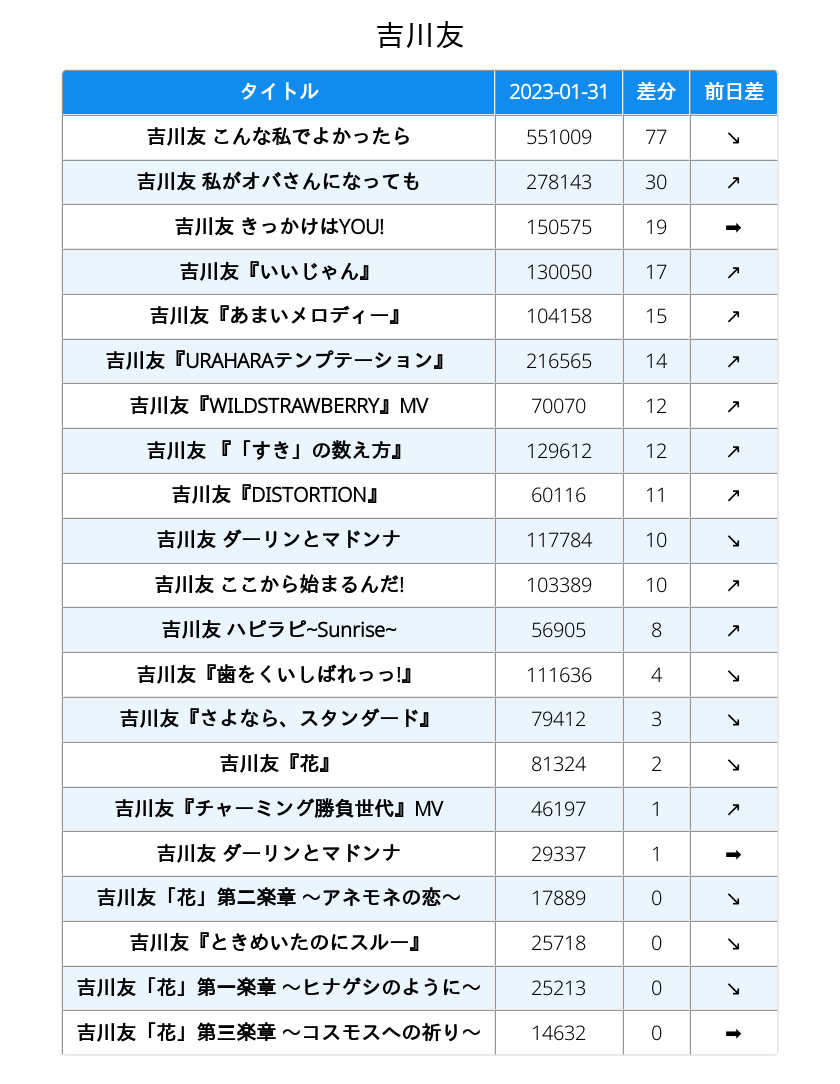 吉川友
タイトル 2023-01-31 差分 前日差
吉川友 こんな私でよかったら 551009 77 ↘
吉川友 私がオバさんになっても 278143 30 ↗
吉川友 きっかけはYOU! 150575 19 ➡
吉川友『いいじゃん』 130050 17 ↗
吉川友『あまいメロディー』 104158 15 ↗
吉川友『URAHARAテンプテーション』 216565 14 ↗
吉川友『WILDSTRAWBERRY』MV 70070 12 ↗
吉川友 『「すき」の数え方』 129612 12 ↗
吉川友『DISTORTION』 60116 11 ↗
吉川友 ダーリンとマドンナ 117784 10 ↘
吉川友 ここから始まるんだ! 103389 10 ↗
吉川友 ハピラピ~Sunrise~ 56905 8 ↗
吉川友『歯をくいしばれっっ!』 111636 4 ↘
吉川友『さよなら、スタンダード』 79412 3 ↘
吉川友『花』 81324 2 ↘
吉川友『チャーミング勝負世代』MV 46197 1 ↗
吉川友 ダーリンとマドンナ 29337 1 ➡
吉川友「花」第二楽章 ～アネモネの恋～ 17889 0 ↘
吉川友『ときめいたのにスルー』 25718 0 ↘
吉川友「花」第一楽章 ～ヒナゲシのように～ 25213 0 ↘
吉川友「花」第三楽章 ～コスモスへの祈り～ 14632 0 ➡